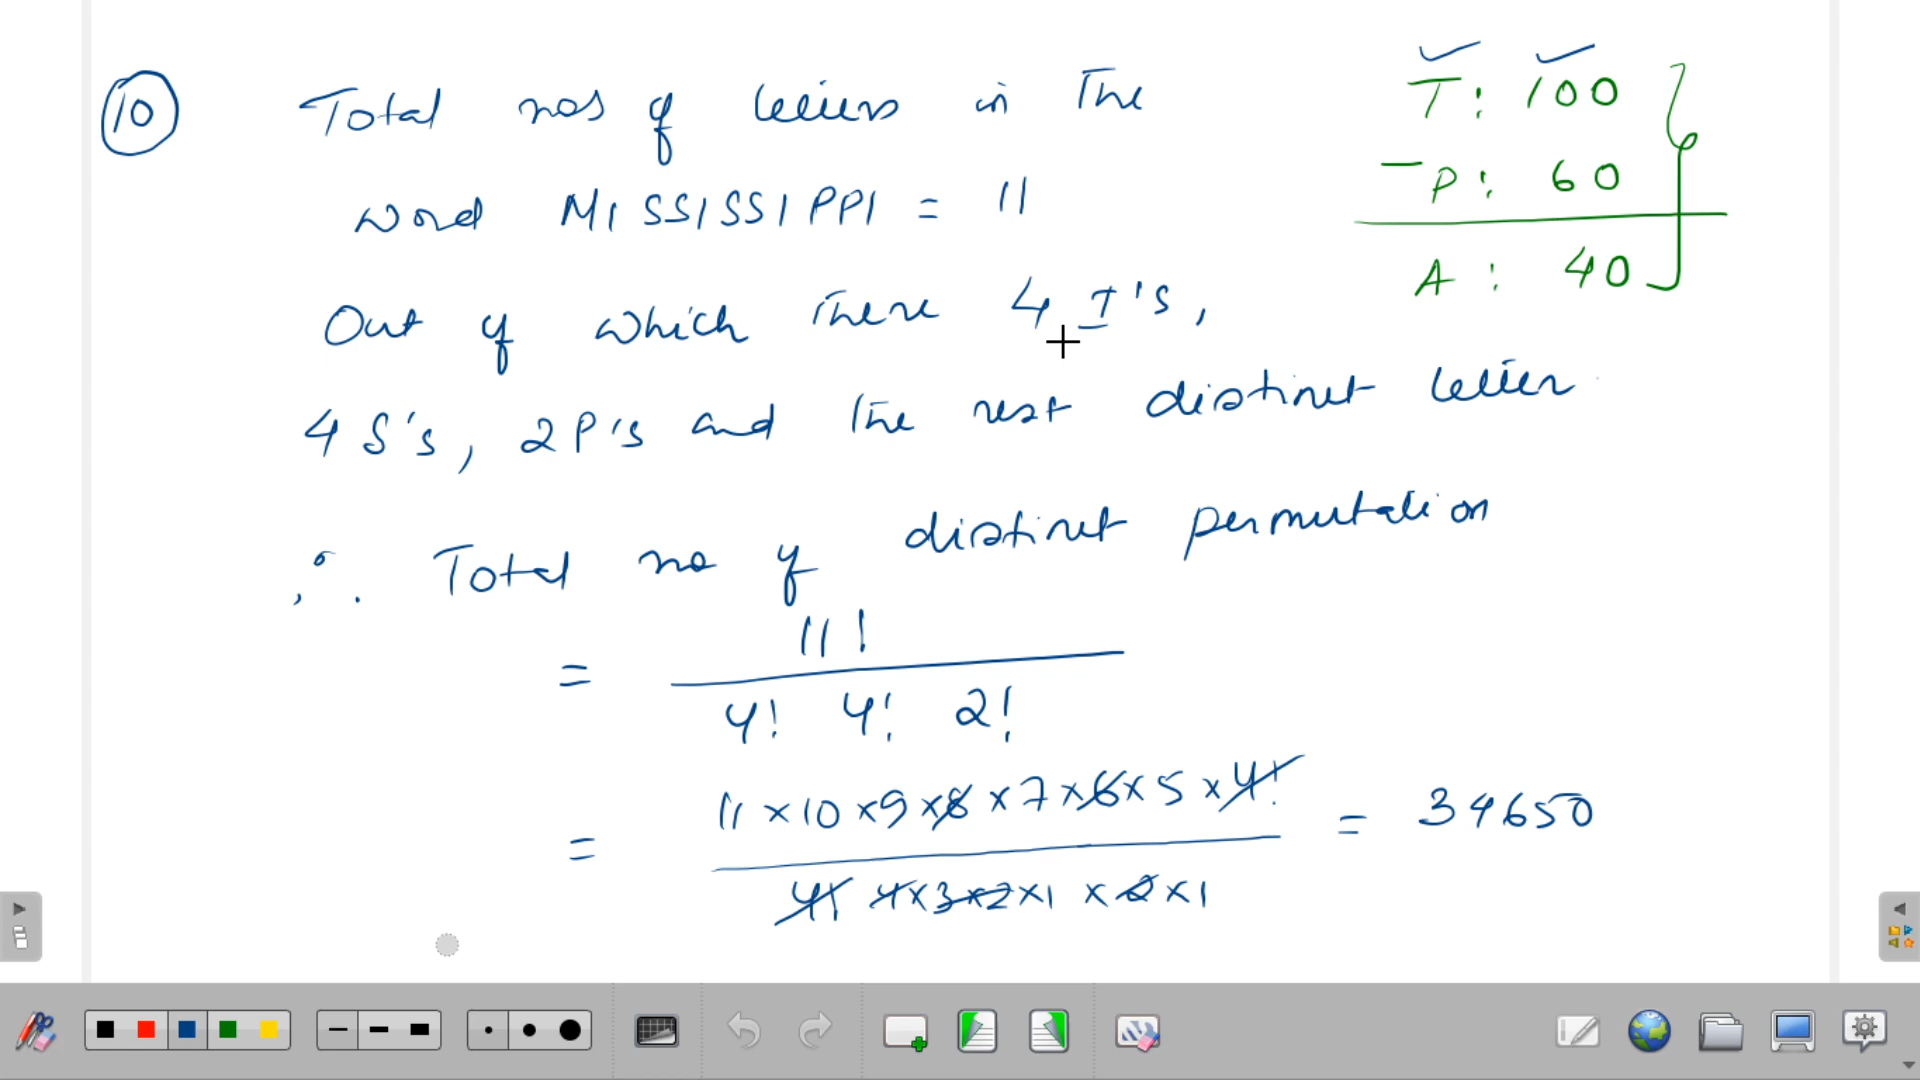 10 Total nos of letters in the
word MISSISSIPPI = 11
Out of which there 4 I's,
4 S's, 2P's and the rest distinct letter
∴ Total no of distinct permutation
= 11!
4! 4! 2!
= 11 × 10 × 9 × 8 × 7 × 6 × 5 × 4! = 34650
4! 4 × 3 × 2 × 1 × 2 × 1
T: 100
- P: 60
A: 40